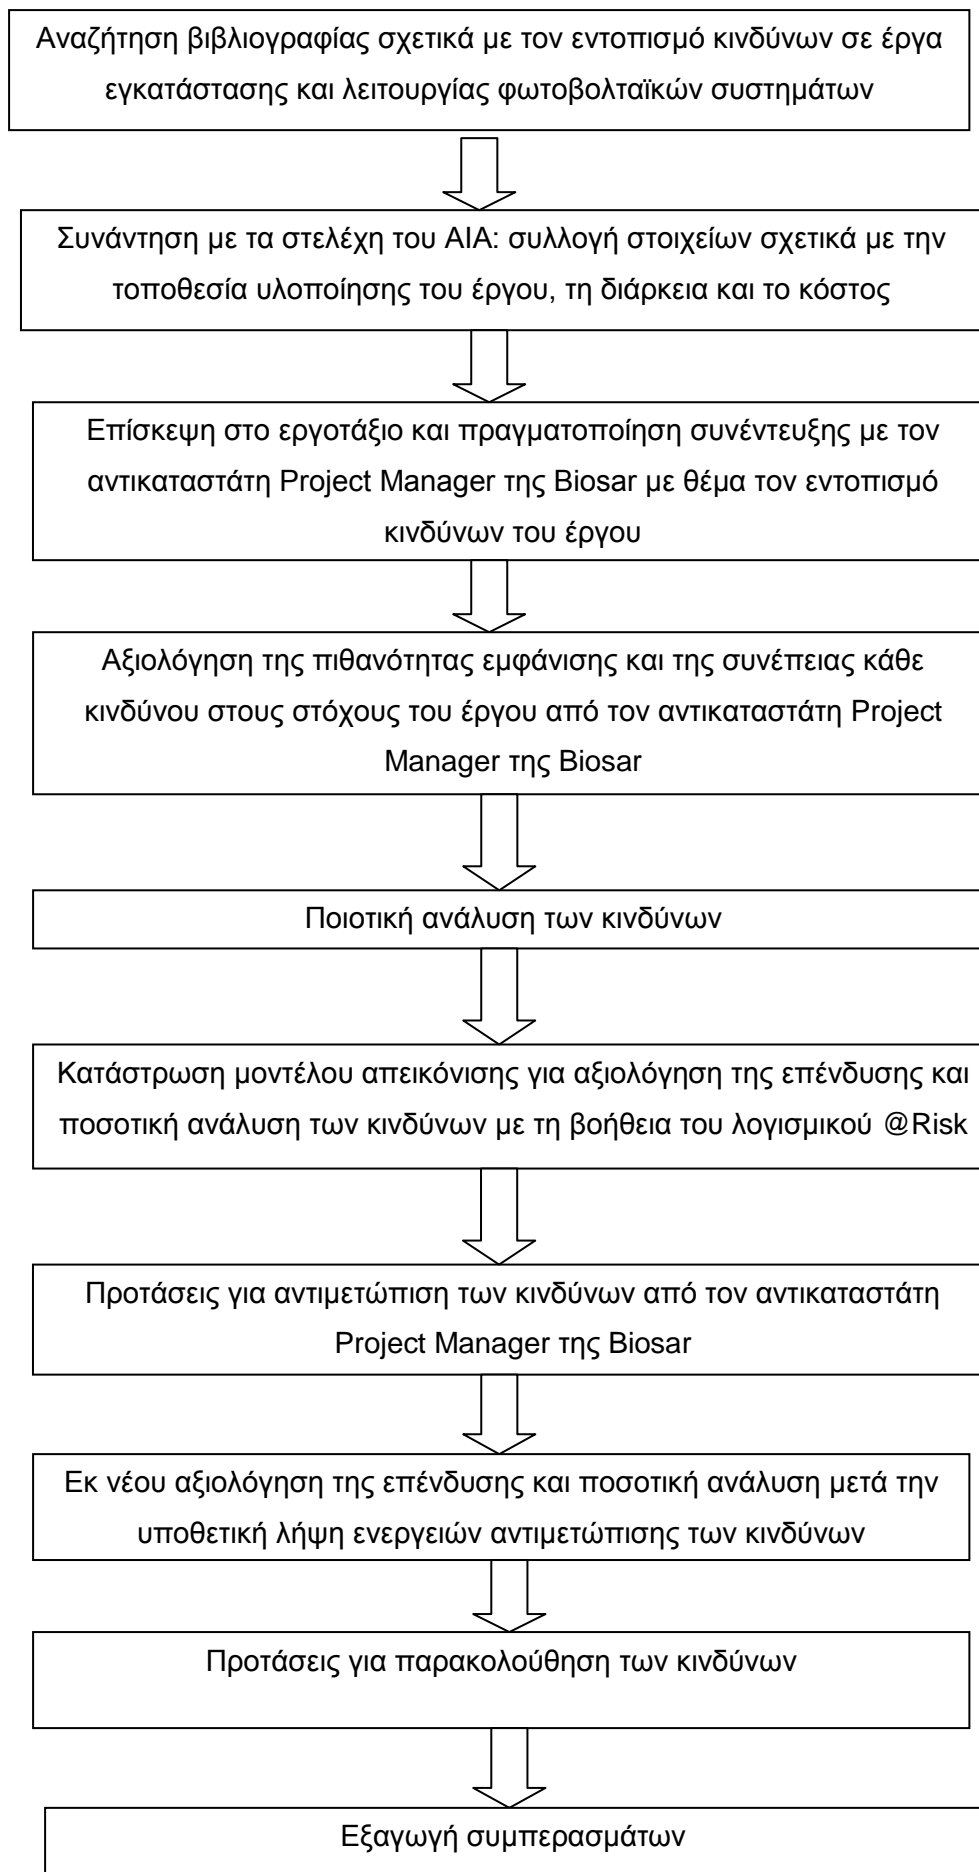 Αναζήτηση βιβλιογραφίας σχετικά με τον εντοπισμό κινδύνων σε έργα
εγκατάστασης και λειτουργίας φωτοβολταϊκών συστημάτων
Συνάντηση με τα στελέχη του ΑΙΑ: συλλογή στοιχείων σχετικά με την
τοποθεσία υλοποίησης του έργου, τη διάρκεια και το κόστος
Επίσκεψη στο εργοτάξιο και πραγματοποίηση συνέντευξης με τον
αντικαταστάτη Project Manager της Biosar με θέμα τον εντοπισμό
κινδύνων του έργου
Αξιολόγηση της πιθανότητας εμφάνισης και της συνέπειας κάθε
κινδύνου στους στόχους του έργου από τον αντικαταστάτη Project
Manager της Biosar
Ποιοτική ανάλυση των κινδύνων
Κατάστρωση μοντέλου απεικόνισης για αξιολόγηση της επένδυσης και
ποσοτική ανάλυση των κινδύνων με τη βοήθεια του λογισμικού @Risk
Προτάσεις για αντιμετώπιση των κινδύνων από τον αντικαταστάτη
Project Manager της Biosar
Εκ νέου αξιολόγηση της επένδυσης και ποσοτική ανάλυση μετά την
υποθετική λήψη ενεργειών αντιμετώπισης των κινδύνων
Προτάσεις για παρακολούθηση των κινδύνων
Εξαγωγή συμπερασμάτων